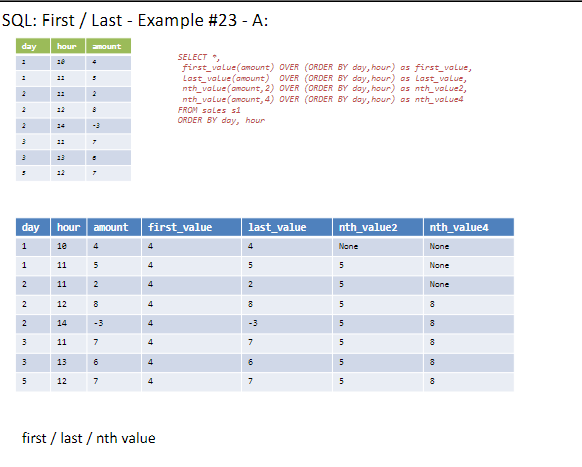 SQL: First / Last - Example #23 - A:
day hour amount
1 10 4
1 11 5
2 11 2
2 12 8
2 14 -3
3 11 7
3 13 6
5 12 7
SELECT *,
first_value(amount) OVER (ORDER BY day,hour) as first_value,
last_value(amount) OVER (ORDER BY day,hour) as last_value,
nth_value(amount,2) OVER (ORDER BY day,hour) as nth_value2,
nth_value(amount,4) OVER (ORDER BY day,hour) as nth_value4
FROM sales s1
ORDER BY day, hour
day hour amount first_value last_value nth_value2 nth_value4
1 10 4 4 4 None None
1 11 5 4 5 5 None
2 11 2 4 2 5 None
2 12 8 4 8 5 8
2 14 -3 4 -3 5 8
3 11 7 4 7 5 8
3 13 6 4 6 5 8
5 12 7 4 7 5 8
first / last / nth value